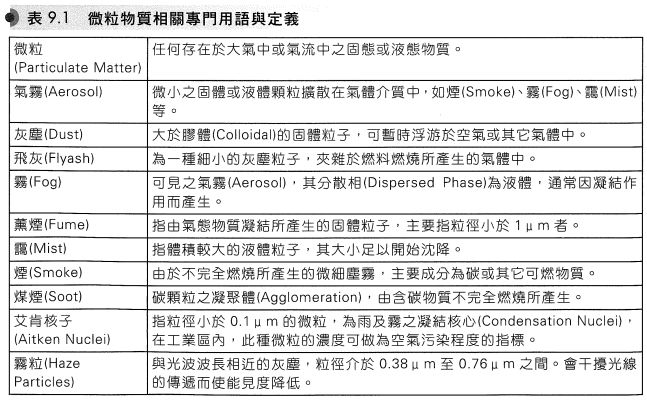 表 9.1 微粒物質相關專門用語與定義
微粒
(Particulate Matter)
任何存在於大氣中或氣流中之固態或液態物質。
氣霧(Aerosol)
微小之固體或液體顆粒擴散在氣體介質中，如煙(Smoke)、霧(Fog)、靄(Mist)
等。
灰塵(Dust)
大於膠體(Colloidal)的固體粒子，可暫時浮游於空氣或其它氣體中。
飛灰(Flyash)
為一種細小的灰塵粒子，夾雜於燃料燃燒所產生的氣體中。
霧(Fog)
可見之氣霧(Aerosol)，其分散相(Dispersed Phase)為液體，通常因凝結作
用而產生。
薰煙(Fume)
指由氣態物質凝結所產生的固體粒子，主要指粒徑小於 1μm 者。
靄(Mist)
指體積較大的液體粒子，其大小足以開始沈降。
煙(Smoke)
由於不完全燃燒所產生的微細塵霧，主要成分為碳或其它可燃物質。
煤煙(Soot)
碳顆粒之凝聚體(Agglomeration)，由含碳物質不完全燃燒所產生。
艾肯核子
(Aitken Nuclei)
指粒徑小於 0.1μm 的微粒，為雨及霧之凝結核心(Condensation Nuclei)，
在工業區內，此種微粒的濃度可做為空氣污染程度的指標。
霧粒(Haze
Particles)
與光波波長相近的灰塵，粒徑介於 0.38μm 至 0.76μm 之間。會干擾光線
的傳遞而使能見度降低。